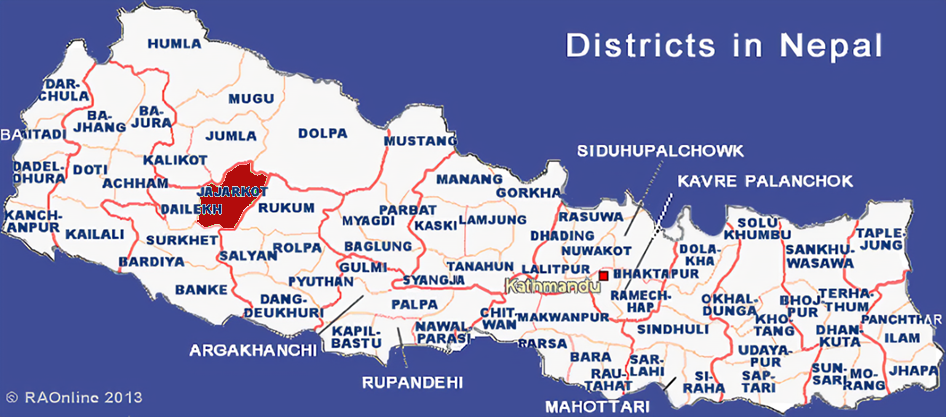 Districts in Nepal
HUMLA
DAR-
CHULA
BA-
JHANG
BA-
JURA
MUGU
BAITADI
JUMLA
DOLPA
MUSTANG
DADEL-
DHURA
DOTI
KALIKOT
ACHHAM
JAJARKOT
DAILEKH
RUKUM
KANCH-
ANPUR
KAILALI
SURKHET
SALYAN
ROLPA
BARDIYA
BANKE
PYUTHAN
DANG-
DEUKHURI
MANANG
GORKHA
PARBAT
MYAGDI
KASKI
LAMJUNG
BAGLUNG
GULMI
SYANGJA
TANAHUN
PALPA
ARGAKHANCHI
KAPIL-
BASTU
NAWAL-
PARASI
RUPANDEHI
CHIT-
WAN
SIDUHUPALCHOWK
KAVRE PALANCHOK
RASUWA
DHADING
NUWAKOT
LALITPUR
BHAKTAPUR
Kathmandu
DOLA-
KHA
RAMECH-
HAP
MAKWANPUR
SINDHULI
PARSA
BARA
RAU-
TAHAT
SAR-
LAHI
MAHOTTARI
SI-
RAHA
SOLU
KHUMBU
SANKHU-
WASAWA
TAPLE-
JUNG
OKHAL-
DUNGA
KHO-
TANG
BHOJ-
PUR
TERHA-
THUM
PANCHTHAR
DHAN-
KUTA
ILAM
UDAYA-
PUR
SAP-
TARI
SUN-
SARI
MO-
RANG
JHAPA
© RAOnline 2013